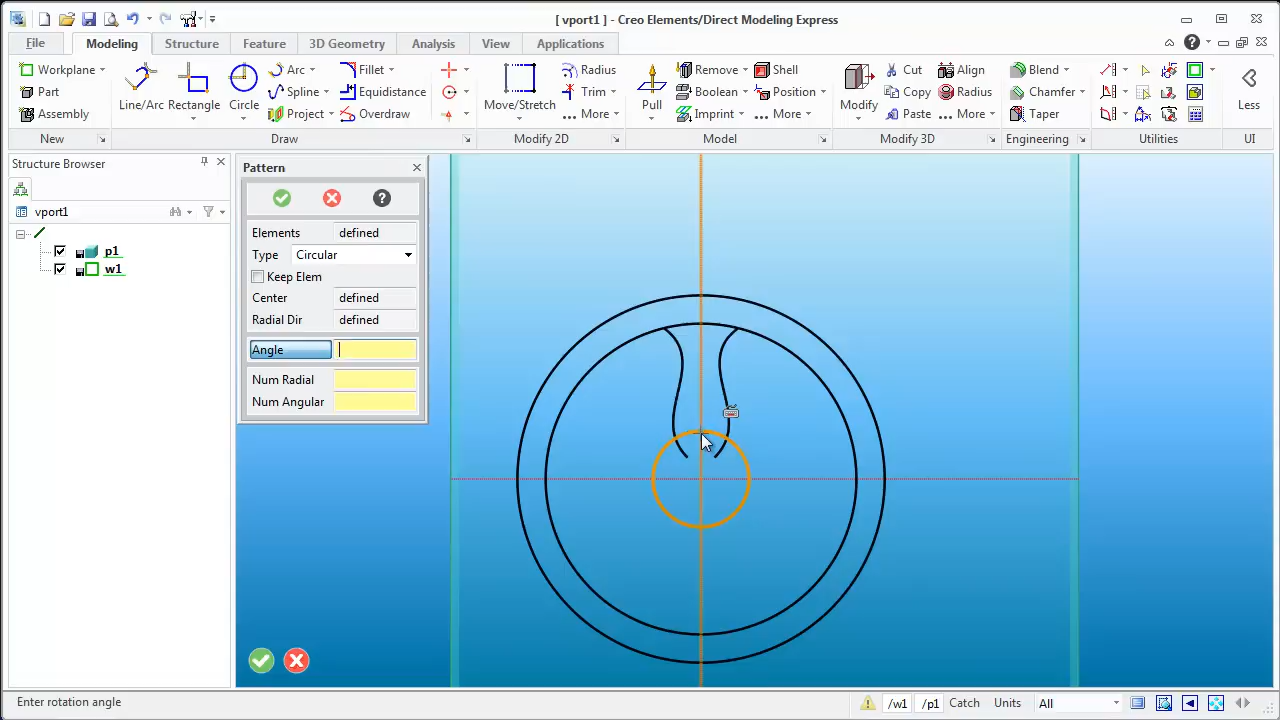 [ vport1 ] - Creo Elements/Direct Modeling Express
File Modeling Structure Feature 3D Geometry Analysis View Applications
Workplane Arc Fillet Radius Remove Shell Cut Align Blend
Part Spline Equidistance Trim Boolean Position Copy Radius Chamfer
Assembly Line/Arc Rectangle Circle Project Overdraw Move/Stretch More Pull Imprint More Modify Paste More Taper Less
New Draw Modify 2D Model Modify 3D Engineering Utilities UI
Structure Browser
vport1
p1
w1
Pattern
Elements defined
Type Circular
Keep Elem
Center defined
Radial Dir defined
Angle
Num Radial
Num Angular
Enter rotation angle /w1 /p1 Catch Units All